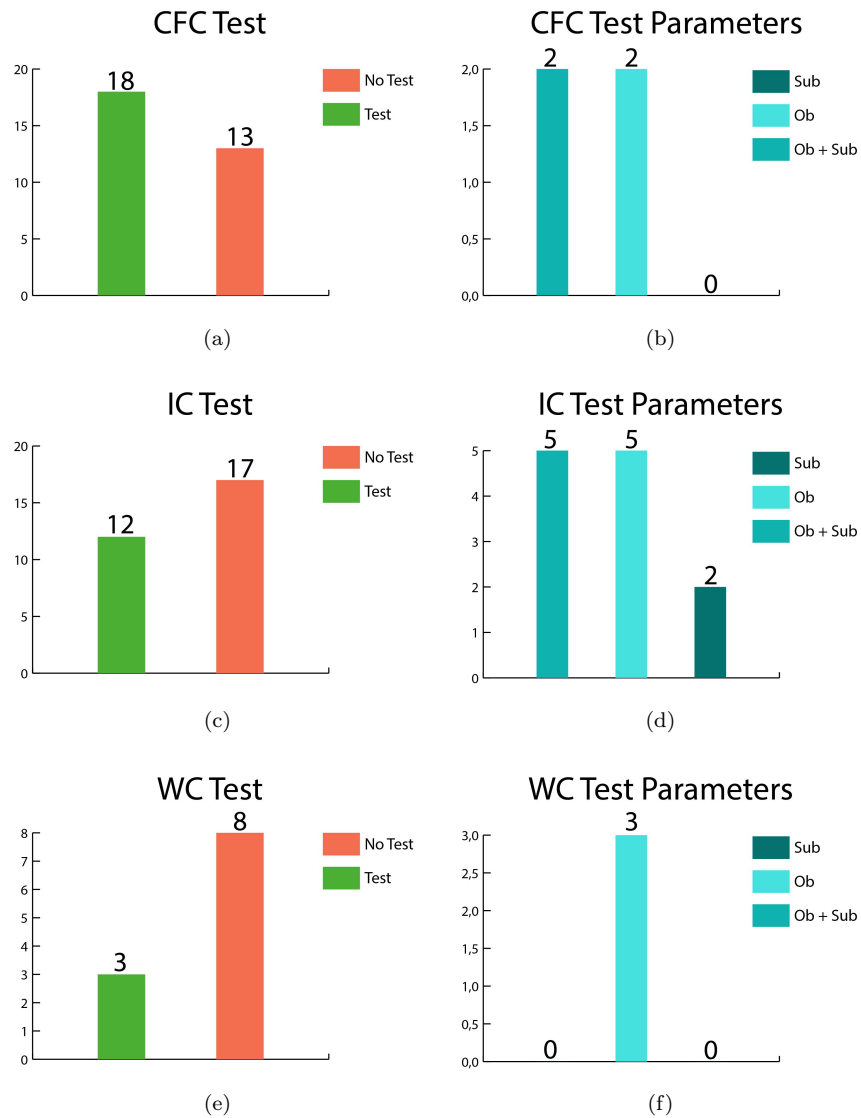 CFC Test
18
13
20
15
10
5
0
No Test
Test
(a)
CFC Test Parameters
2
2
0
2,0
1,5
1,0
0,5
0,0
Sub
Ob
Ob + Sub
(b)
IC Test
12
17
20
15
10
5
0
No Test
Test
(c)
IC Test Parameters
5
5
2
5
4
3
2
1
0
Sub
Ob
Ob + Sub
(d)
WC Test
3
8
8
7
6
5
4
3
2
1
0
No Test
Test
(e)
WC Test Parameters
0
3
0
3,0
2,5
2,0
1,5
1,0
0,5
0,0
Sub
Ob
Ob + Sub
(f)